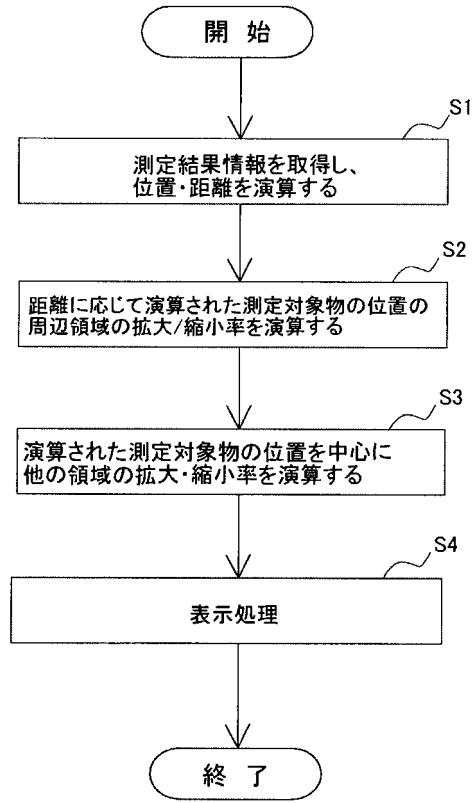 開 始
S1
測定結果情報を取得し、
位置・距離を演算する
S2
距離に応じて演算された測定対象物の位置の
周辺領域の拡大/縮小率を演算する
S3
演算された測定対象物の位置を中心に
他の領域の拡大・縮小率を演算する
S4
表示処理
終 了